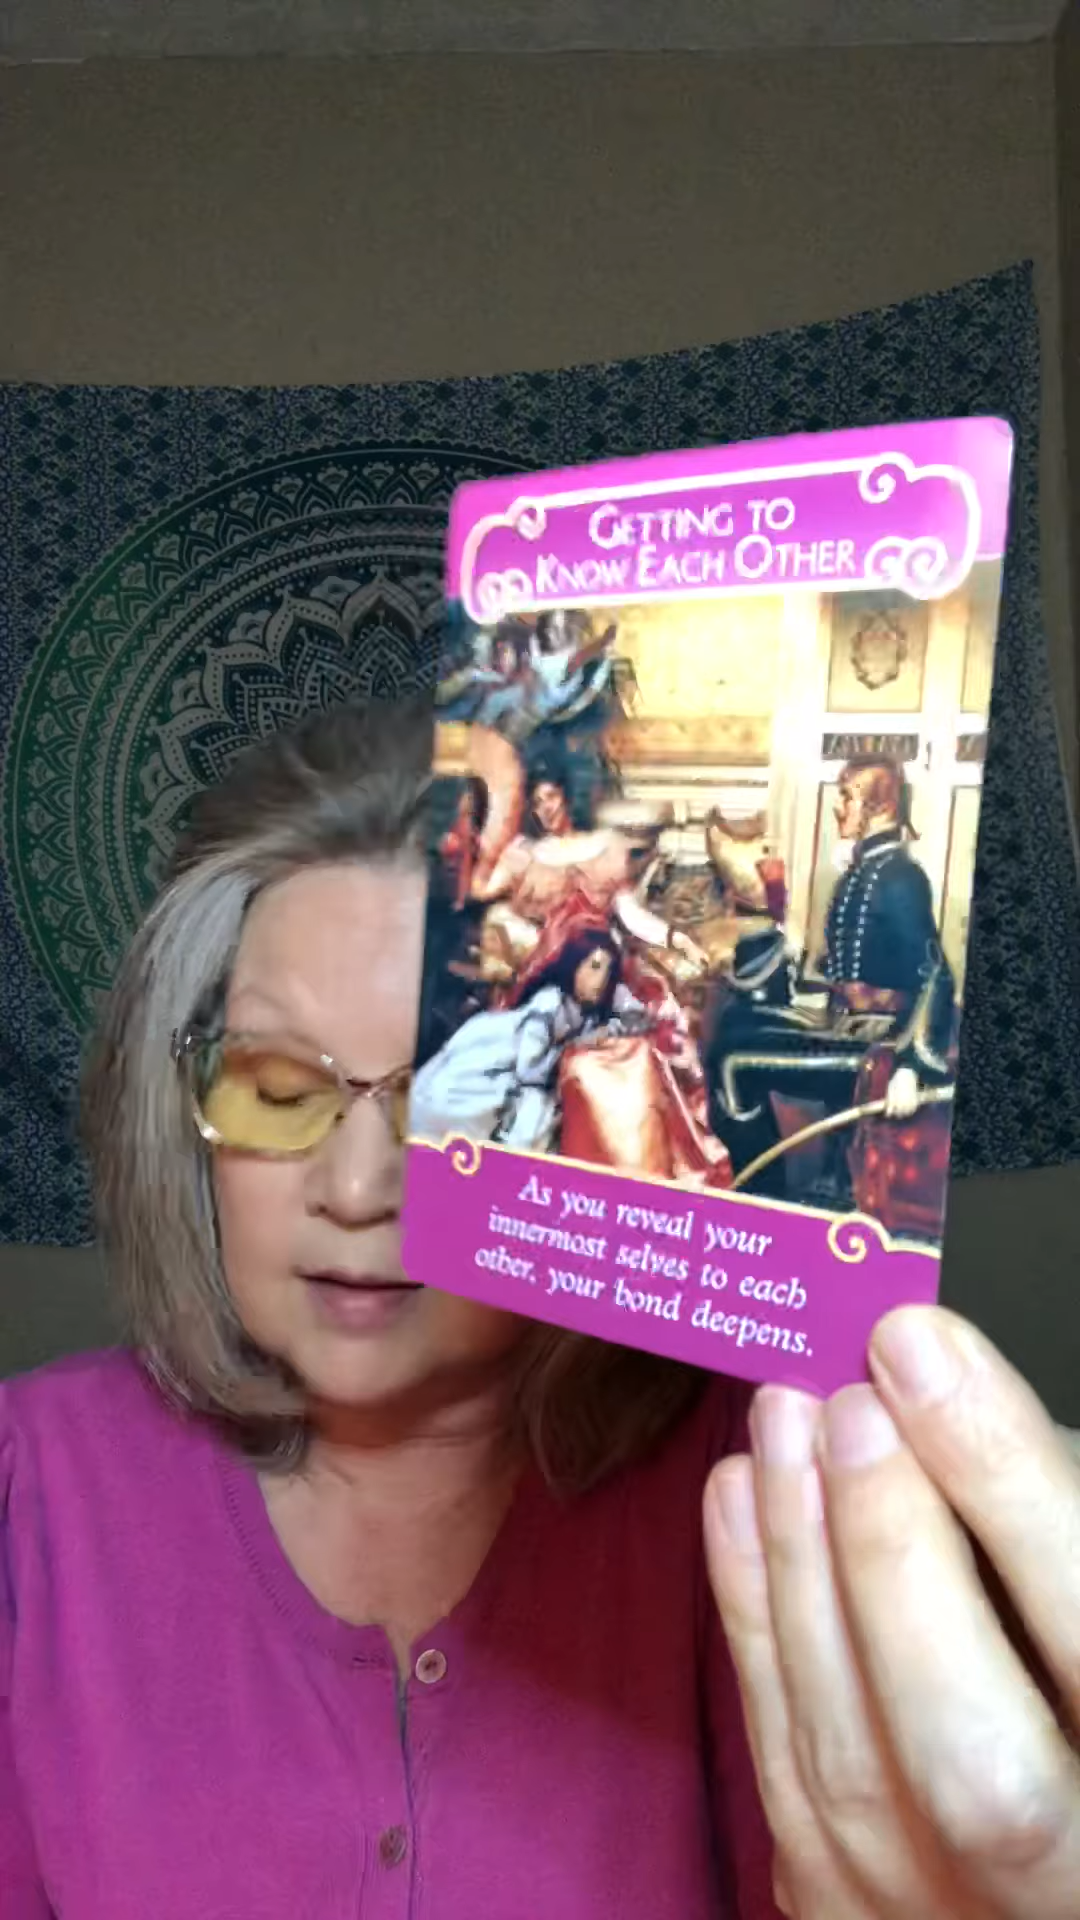 GETTING TO
KNOW EACH OTHER
As you reveal your
innermost selves to each
other, your bond deepens.